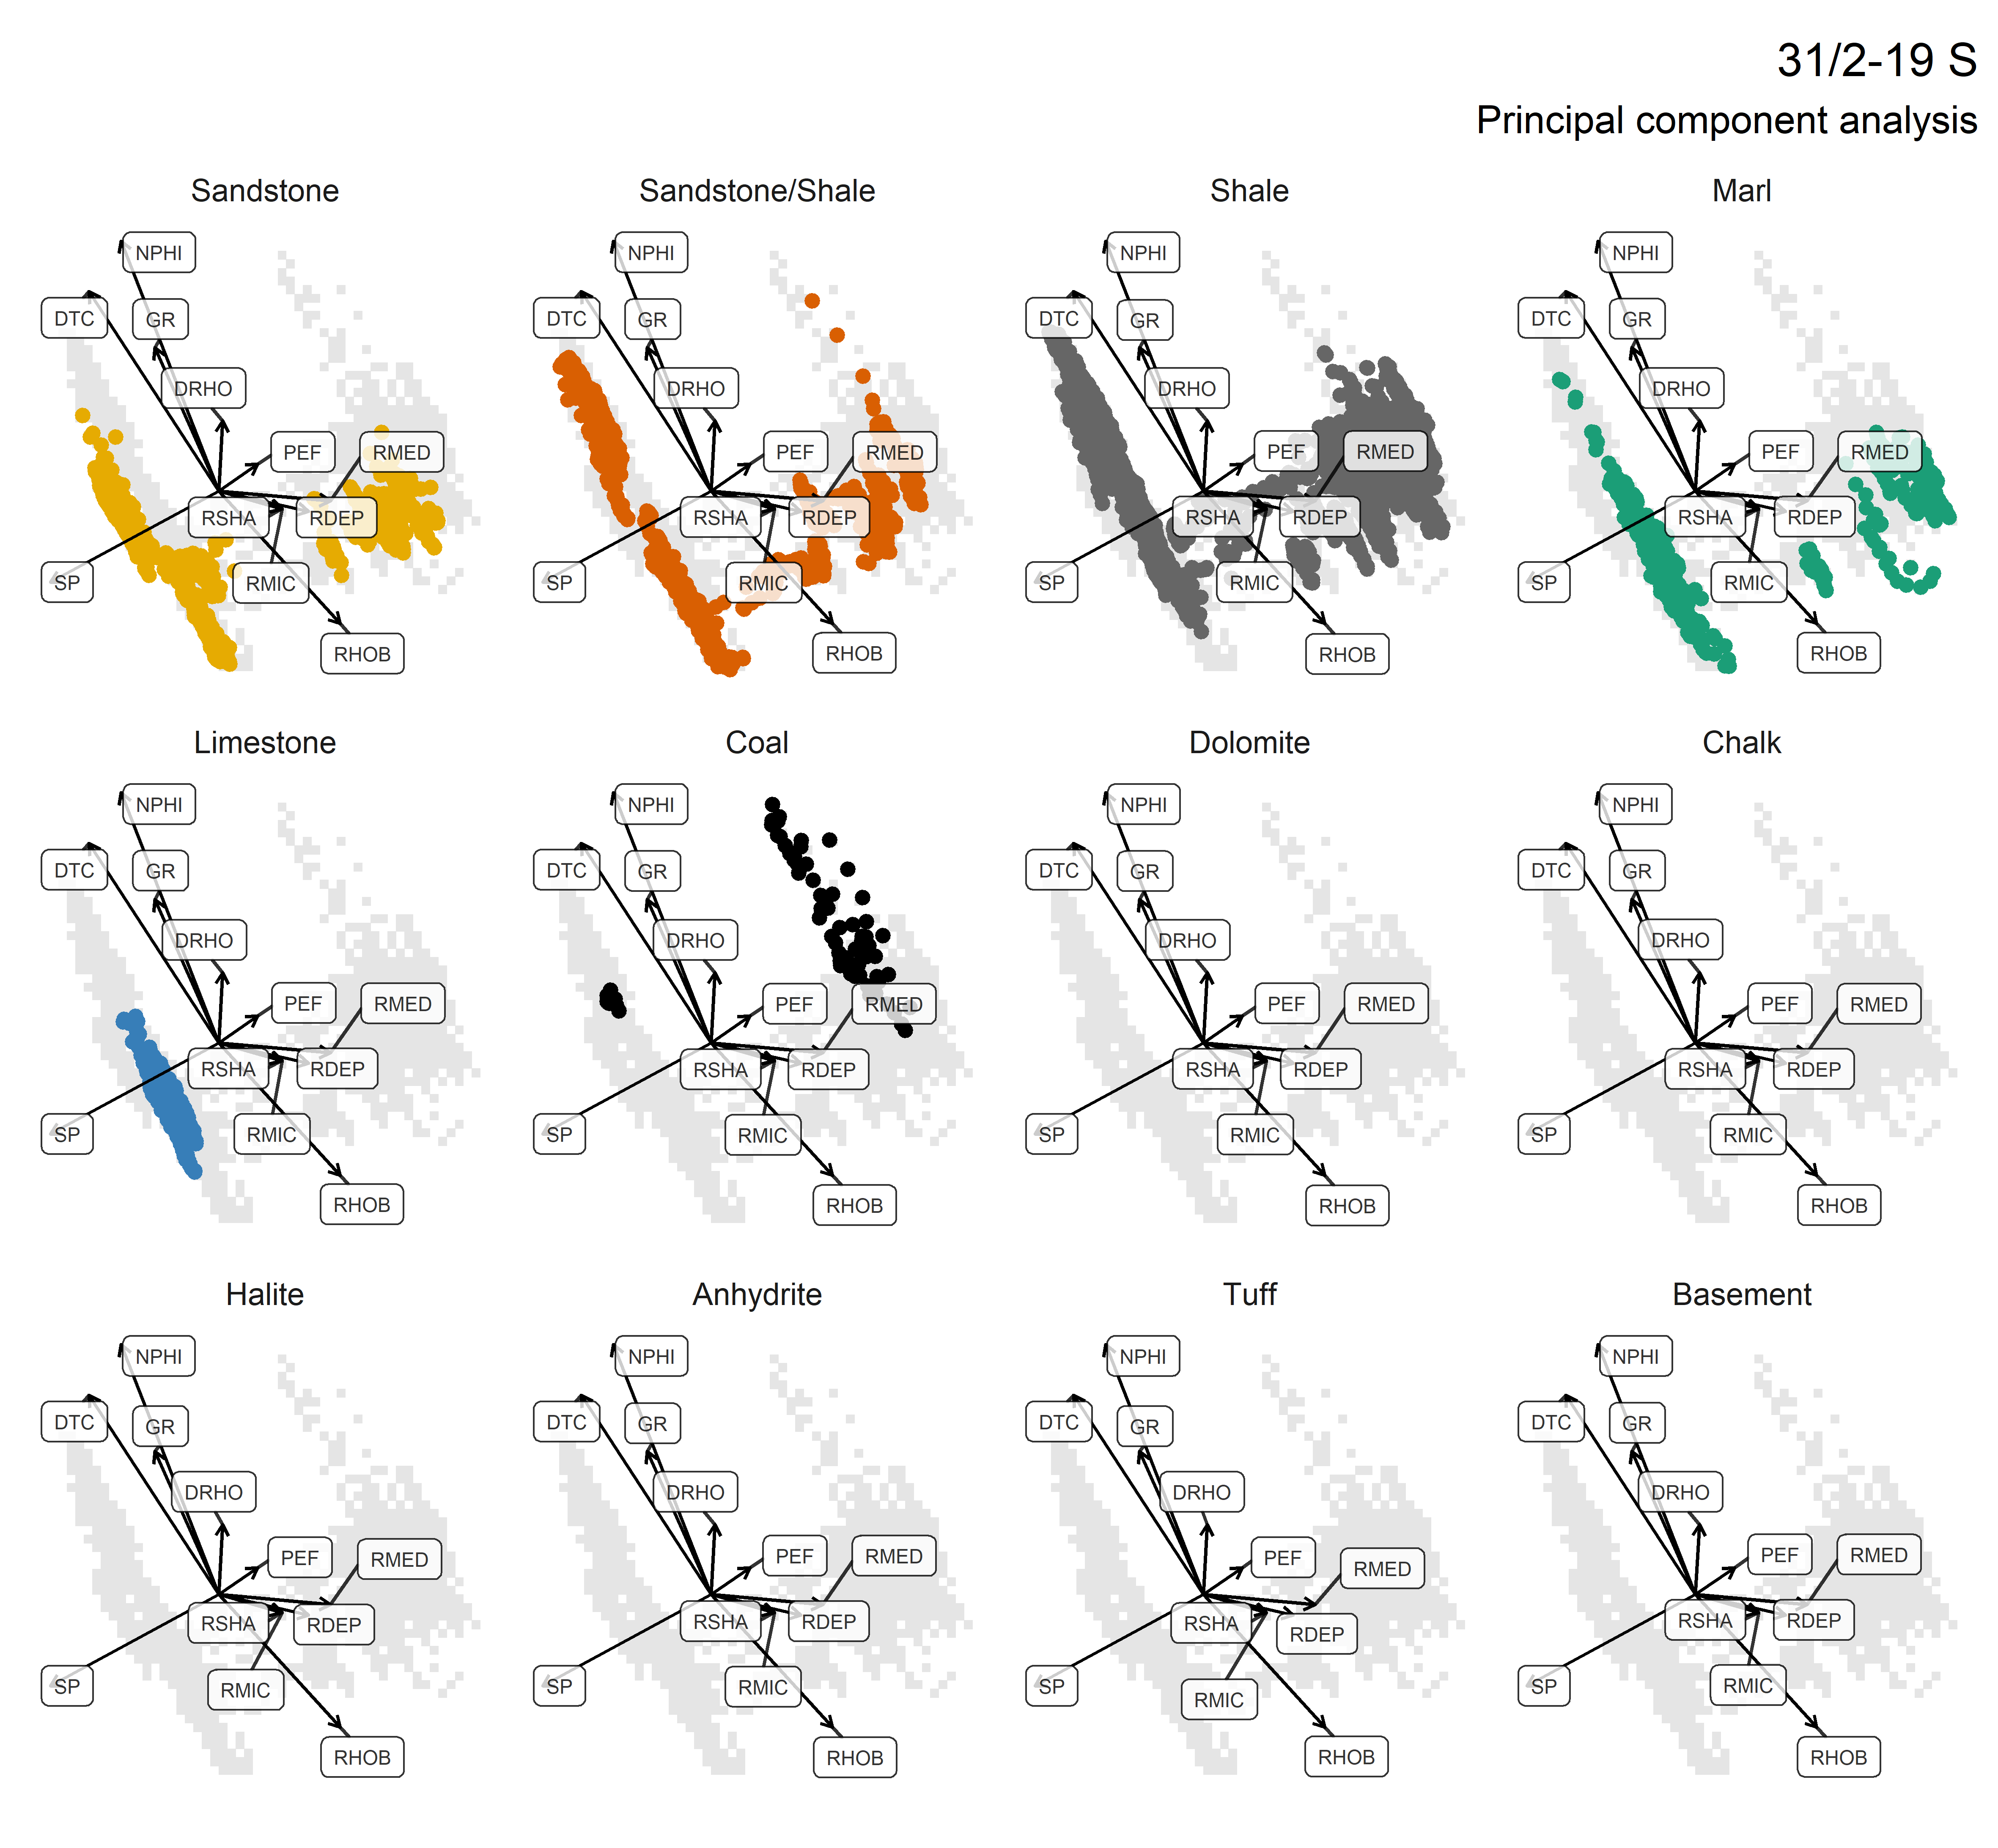 31/2-19 S
Principal component analysis
Sandstone
NPHI
DTC
GR
DRHO
PEF
RMED
RSHA
RDEP
SP
RMIC
RHOB
Sandstone/Shale
NPHI
DTC
GR
DRHO
PEF
RMED
RSHA
RDEP
SP
RMIC
RHOB
Shale
NPHI
DTC
GR
DRHO
PEF
RMED
RSHA
RDEP
SP
RMIC
RHOB
Marl
NPHI
DTC
GR
DRHO
PEF
RMED
RSHA
RDEP
SP
RMIC
RHOB
Limestone
NPHI
DTC
GR
DRHO
PEF
RMED
RSHA
RDEP
SP
RMIC
RHOB
Coal
NPHI
DTC
GR
DRHO
PEF
RMED
RSHA
RDEP
SP
RMIC
RHOB
Dolomite
NPHI
DTC
GR
DRHO
PEF
RMED
RSHA
RDEP
SP
RMIC
RHOB
Chalk
NPHI
DTC
GR
DRHO
PEF
RMED
RSHA
RDEP
SP
RMIC
RHOB
Halite
NPHI
DTC
GR
DRHO
PEF
RMED
RSHA
RDEP
SP
RMIC
RHOB
Anhydrite
NPHI
DTC
GR
DRHO
PEF
RMED
RSHA
RDEP
SP
RMIC
RHOB
Tuff
NPHI
DTC
GR
DRHO
PEF
RMED
RSHA
RDEP
SP
RMIC
RHOB
Basement
NPHI
DTC
GR
DRHO
PEF
RMED
RSHA
RDEP
SP
RMIC
RHOB